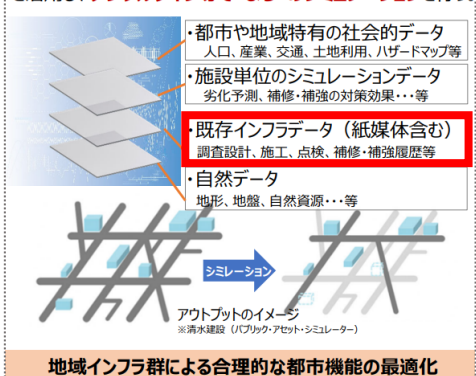 ・都市や地域特有の社会的データ
人口、産業、交通、土地利用、ハザードマップ等
・施設単位のシミュレーションデータ
劣化予測、補修・補強の対策効果・・・等
・既存インフラデータ（紙媒体含む）
調査設計、施工、点検、補修・補強履歴等
・自然データ
地形、地盤、自然資源・・・等
シミレーション
アウトプットのイメージ
※清水建設（パブリック・アセット・シミュレーター）
地域インフラ群による合理的な都市機能の最適化